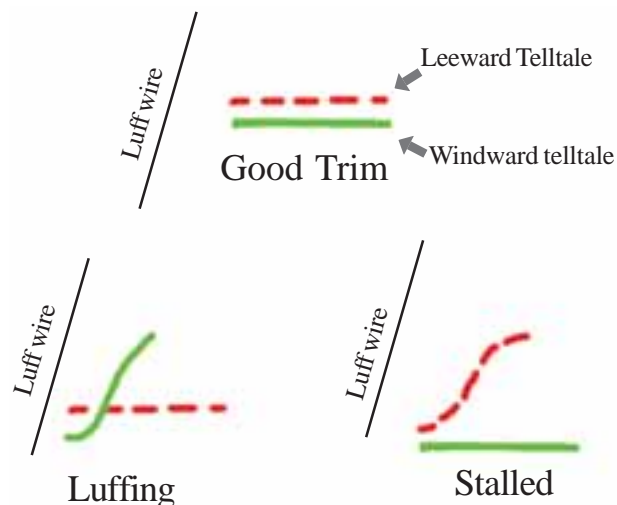 Luff wire
Leeward Telltale
Windward telltale
Good Trim
Luff wire
Luffing
Luff wire
Stalled